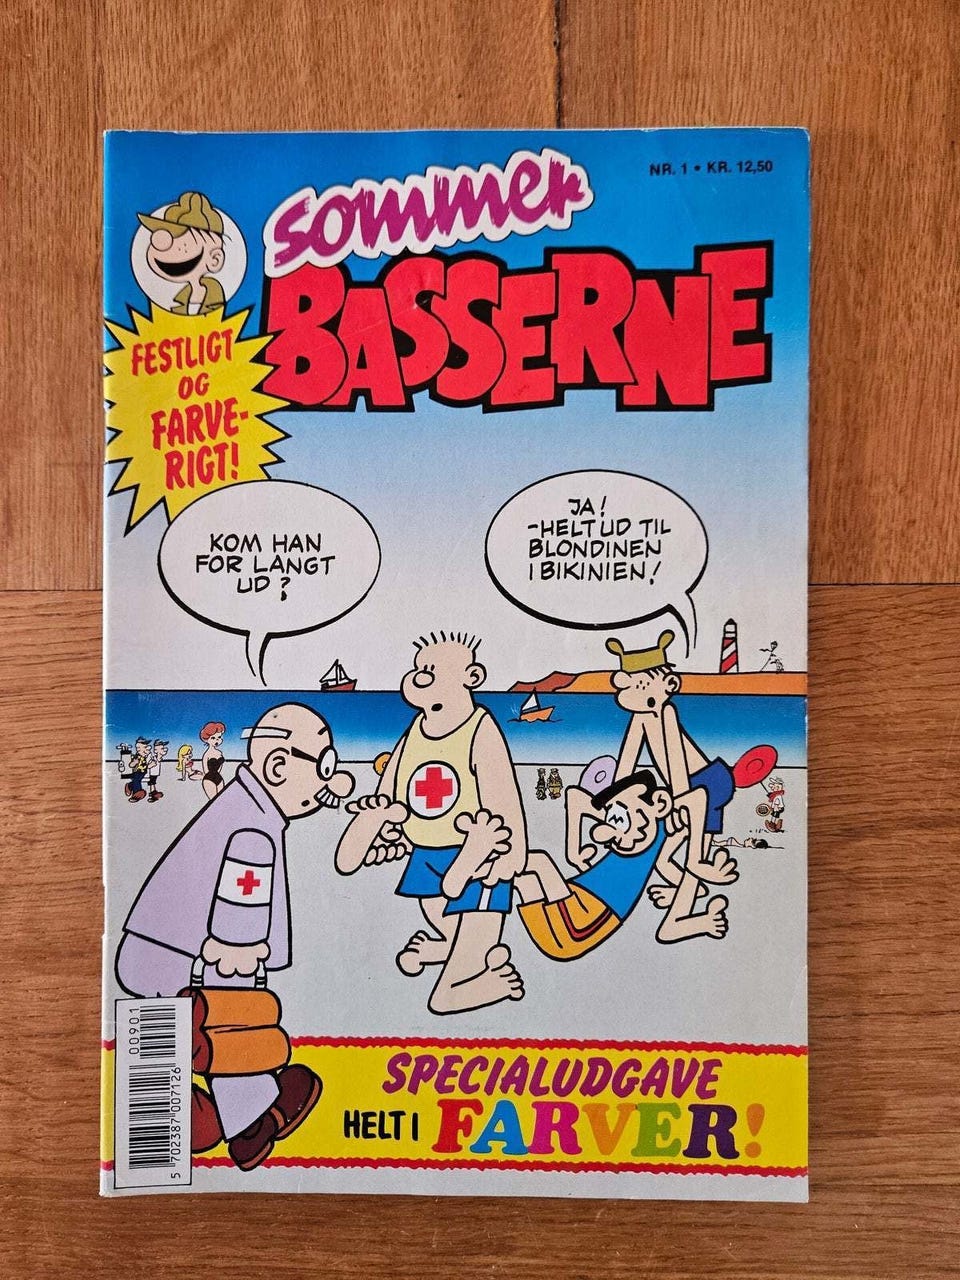 NR. 1 • KR. 12,50
sommer
BASSERNE
FESTLIGT
OG
FARVE-
RIGT!
KOM HAN
FOR LANGT
UD?
JA!
-HELT UD TIL
BLONDINEN
I BIKINIEN!
SPECIALUDGAVE
HELT I FARVER!
00901
5 702387 007126